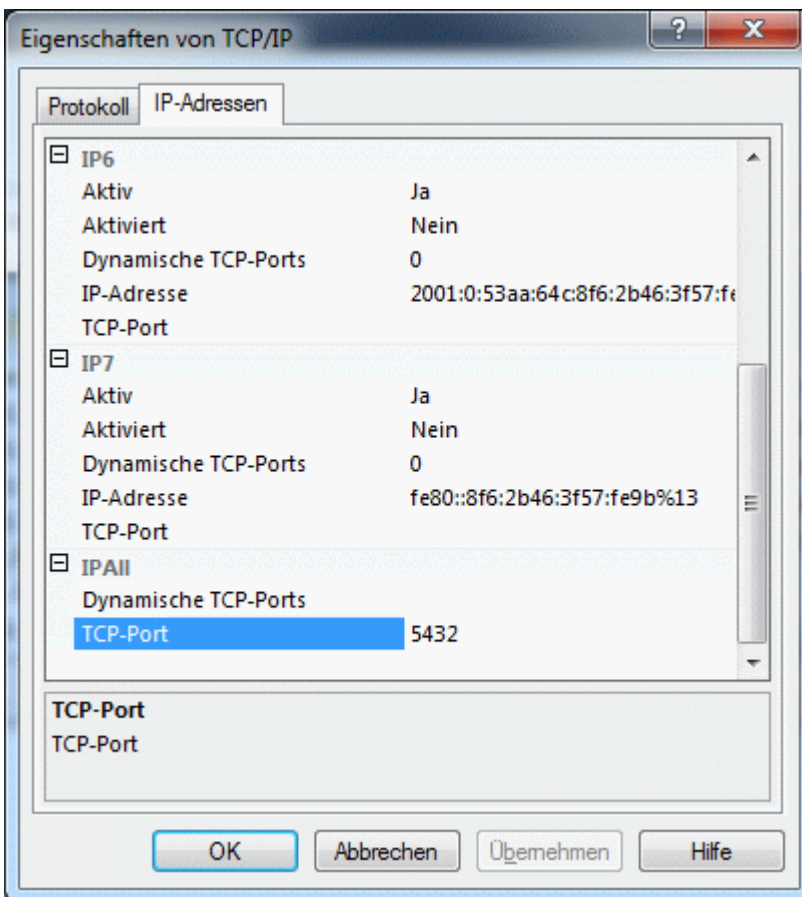 Eigenschaften von TCP/IP
Protokoll IP-Adressen
IP6
Aktiv Ja
Aktiviert Nein
Dynamische TCP-Ports 0
IP-Adresse 2001:0:53aa:64c:8f6:2b46:3f57:fe
TCP-Port
IP7
Aktiv Ja
Aktiviert Nein
Dynamische TCP-Ports 0
IP-Adresse fe80::8f6:2b46:3f57:fe9b%13
TCP-Port
IPAll
Dynamische TCP-Ports
TCP-Port 5432
TCP-Port
TCP-Port
OK Abbrechen Übernehmen Hilfe